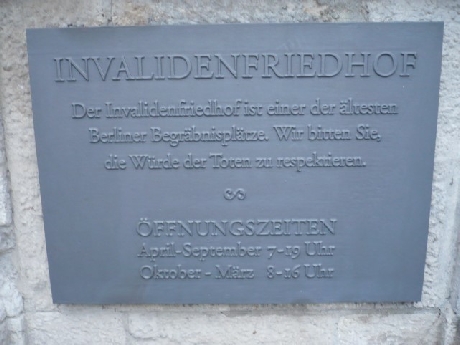 INVALIDENFRIEDHOF
Der Invalidenfriedhof ist einer der ältesten
Berliner Begräbnisplätze. Wir bitten Sie,
die Würde der Toten zu respektieren.
ÖFFNUNGSZEITEN
April-September 7-19 Uhr
Oktober - März 8-16 Uhr